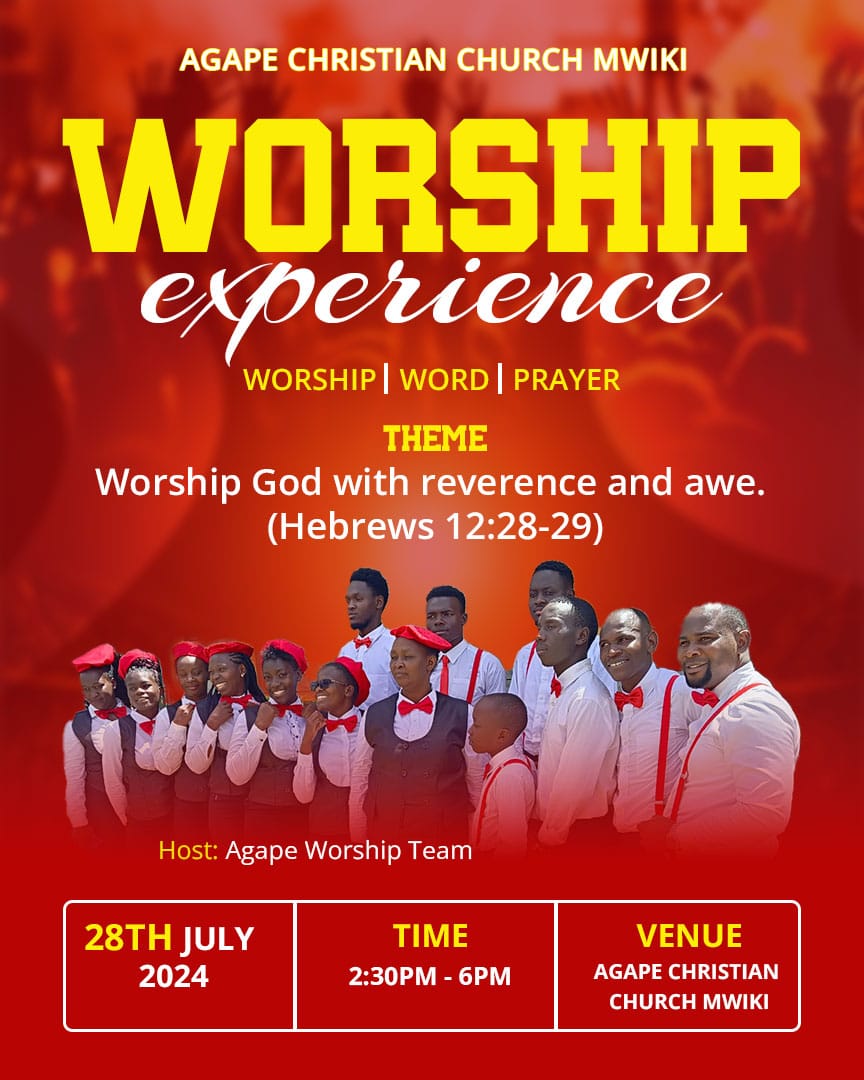 AGAPE CHRISTIAN CHURCH MWIKI
WORSHIP
experience
WORSHIP | WORD | PRAYER
THEME
Worship God with reverence and awe.
(Hebrews 12:28-29)
Host: Agape Worship Team
28TH JULY
2024
TIME
2:30PM - 6PM
VENUE
AGAPE CHRISTIAN
CHURCH MWIKI